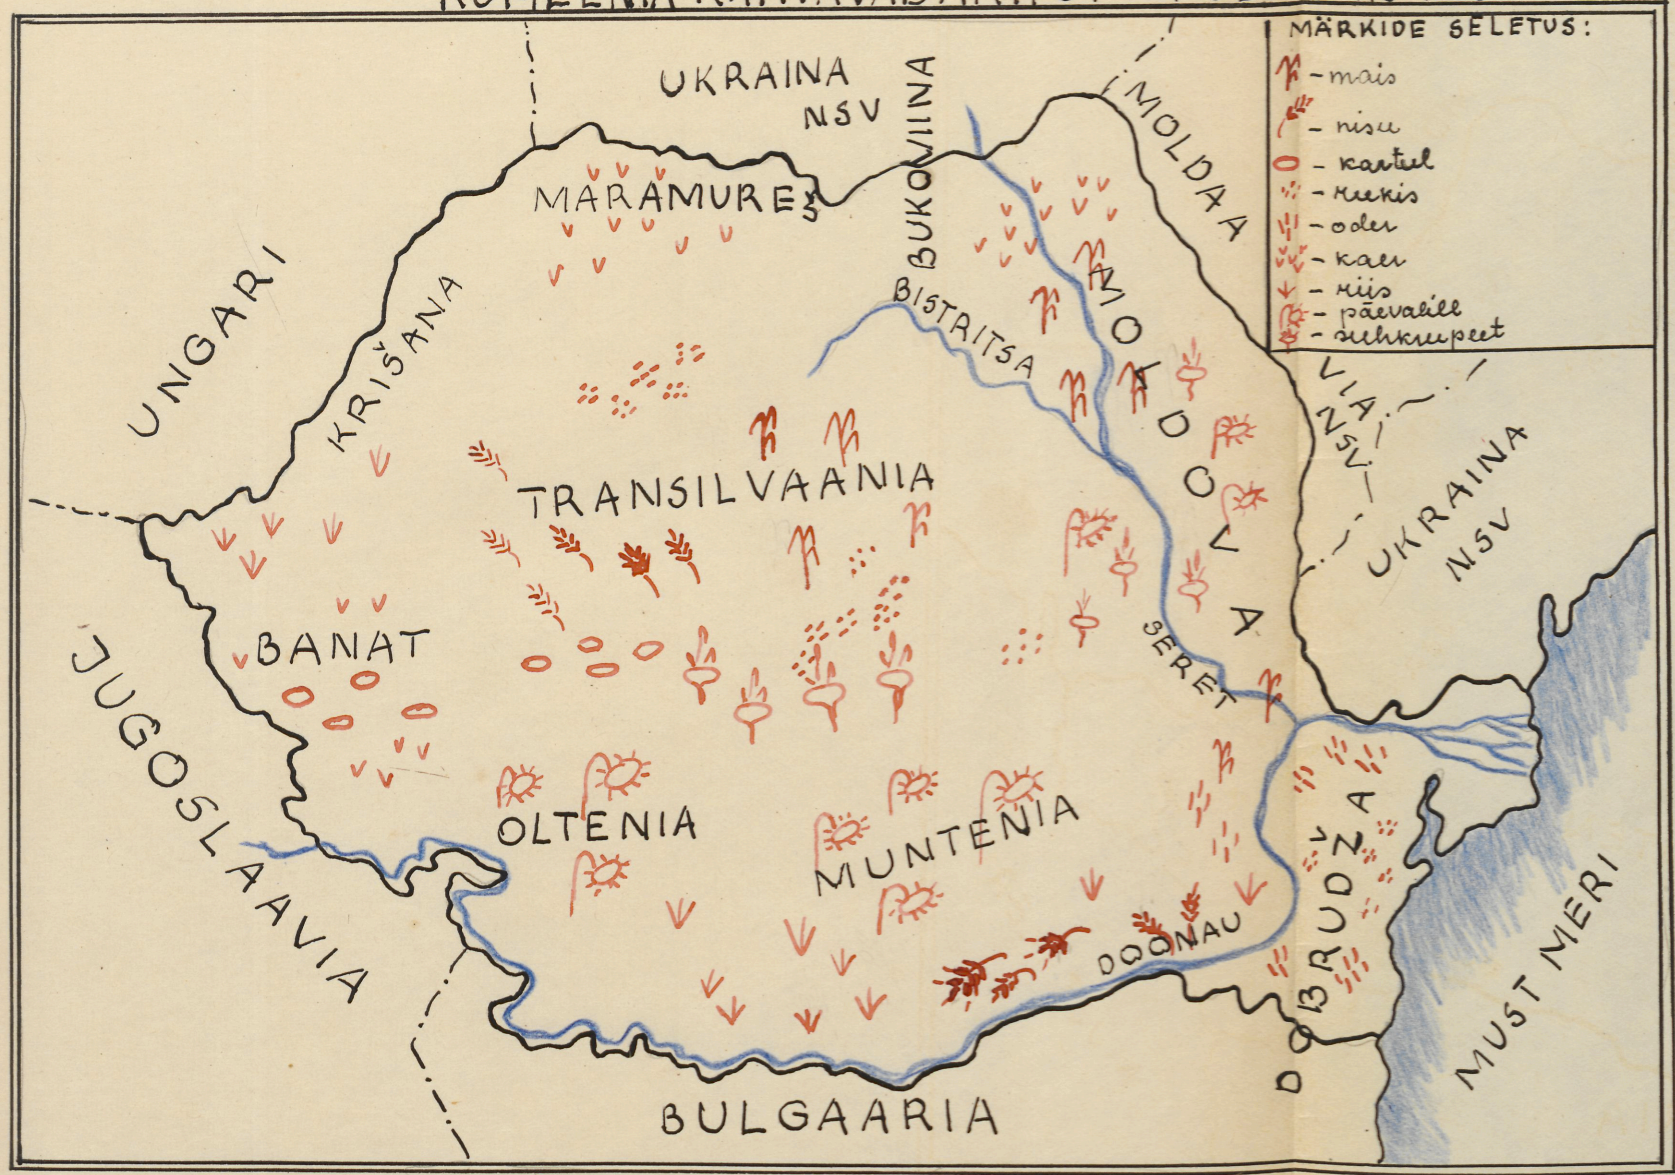 MÄRKIDE SELETUS:
- mais
- nisu
- kartul
- rukis
- oder
- kaer
- riis
- päevalill
- suhkrupeet
UKRAINA
NSV
BUKOVIINA
MOLDAA
VIA
NSV
MARAMUREŞ
UNGARI
KRIŠANA
BISTRITSA
MOLDOVA
TRANSILVAANIA
UKRAINA
NSV
BANAT
SERET
JUGOSLAAVIA
OLTENIA
MUNTENIA
DOONAU
DOBRUDŽA
MUST MERI
BULGAARIA